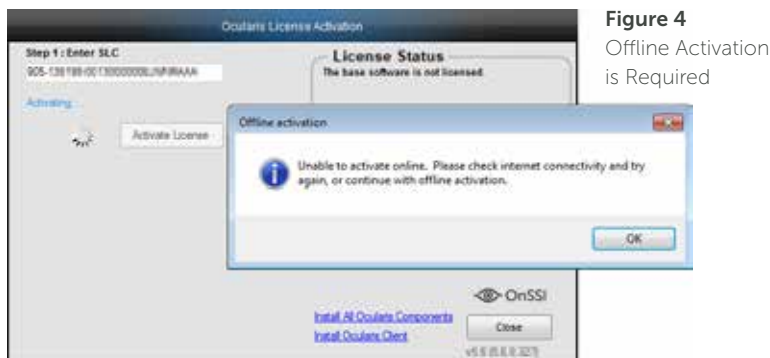 Ocularis License Activation
Step 1 : Enter SLC
License Status
The base software is not licensed.
Activating...
Activate License
Offline activation
Unable to activate online. Please check internet connectivity and try
again, or continue with offline activation.
OK
OnSSI
Install All Ocularis Components
Install Ocularis Client
Close
Figure 4
Offline Activation
is Required